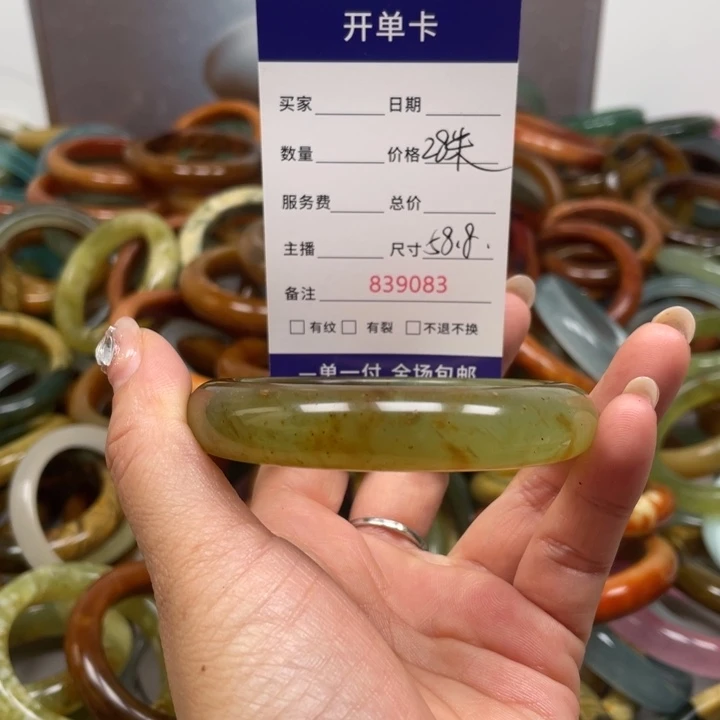 开单卡
买家 日期
数量 价格 28朱
服务费 总价
主播 尺寸 58.8.
备注 839083
有纹 有裂 不退不换
一单一付 全场包邮